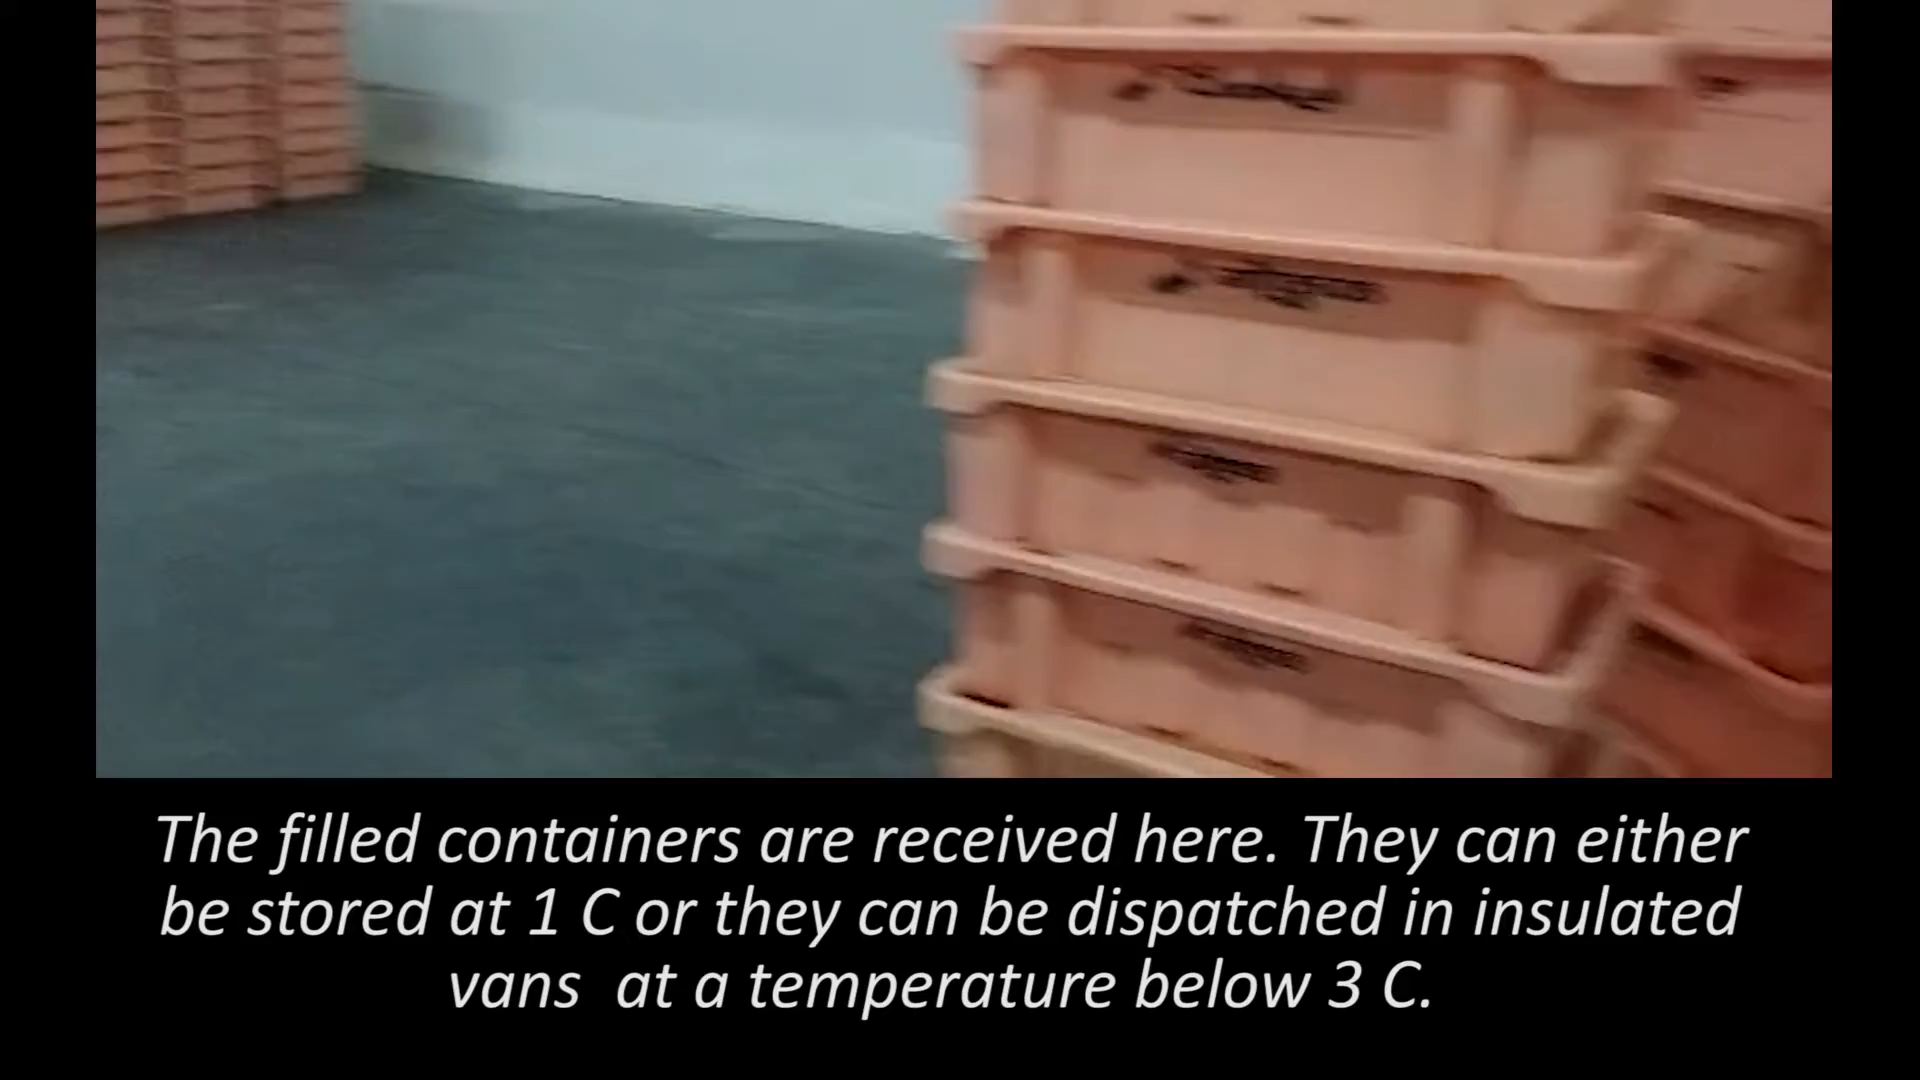 The filled containers are received here. They can either
be stored at 1 C or they can be dispatched in insulated
vans  at a temperature below 3 C.